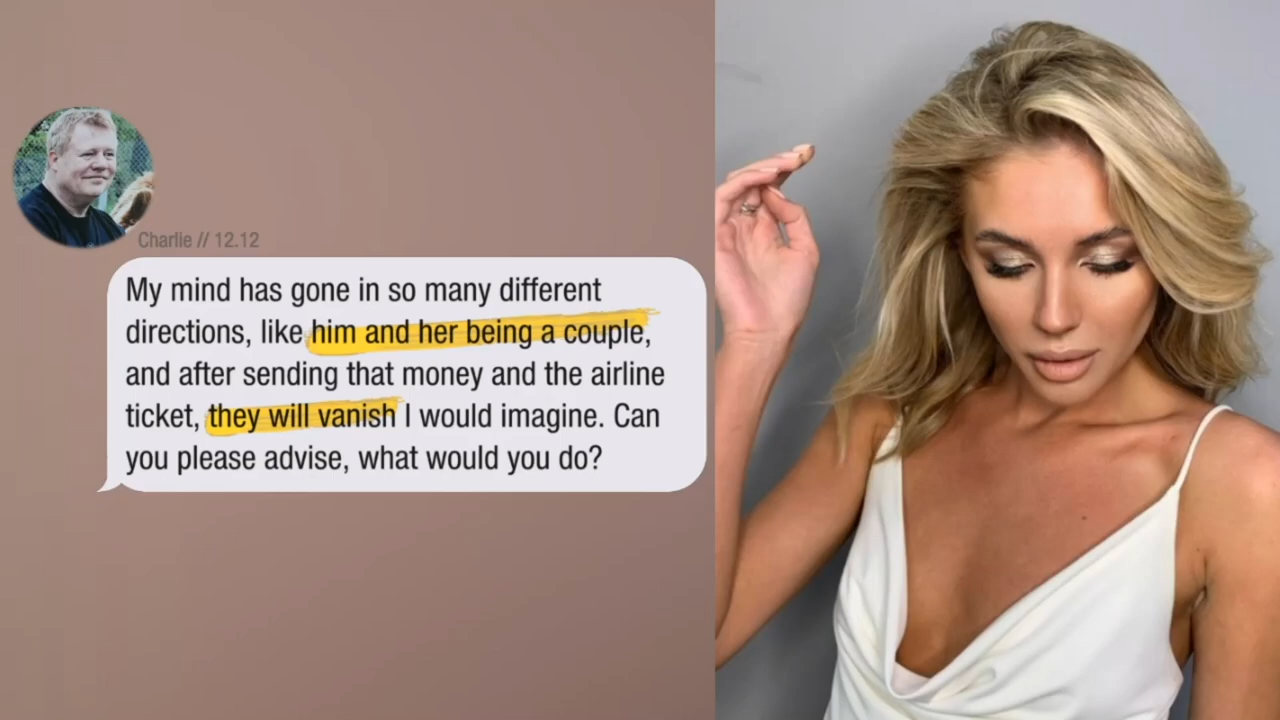 Charlie // 12.12
My mind has gone in so many different
directions, like him and her being a couple,
and after sending that money and the airline
ticket, they will vanish I would imagine. Can
you please advise, what would you do?